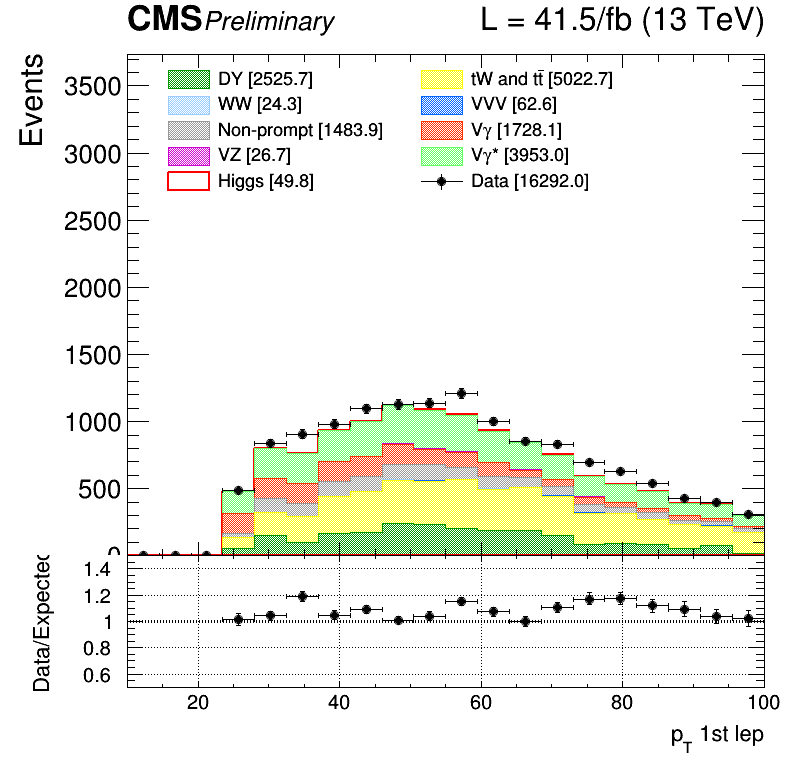 CMS Preliminary L = 41.5/fb (13 TeV)
Events
3500
3000
2500
2000
1500
1000
500
0
DY [2525.7]
WW [24.3]
Non-prompt [1483.9]
VZ [26.7]
Higgs [49.8]
tW and tt̄ [5022.7]
VVV [62.6]
Vγ [1728.1]
Vγ* [3953.0]
Data [16292.0]
Data/Expected
1.4
1.2
1
0.8
0.6
20 40 60 80 100
p_T 1st lep